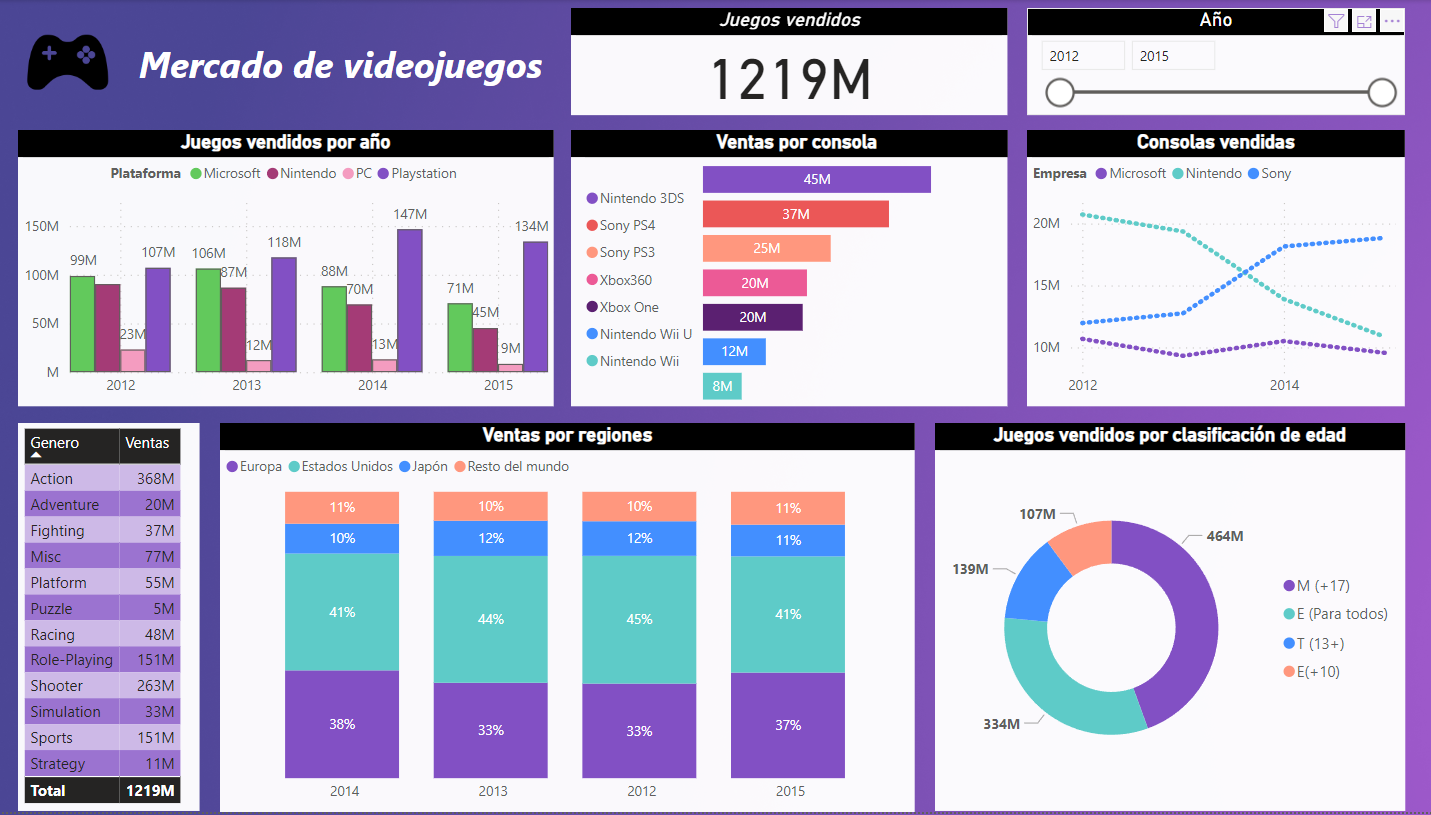 Mercado de videojuegos
Juegos vendidos
1219M
Año
2012 2015
Juegos vendidos por año
Plataforma Microsoft Nintendo PC Playstation
150M
100M
50M
M
99M 23M 107M
106M 87M 12M 118M
88M 70M 13M 147M
71M 45M 9M 134M
2012 2013 2014 2015
Ventas por consola
Nintendo 3DS
Sony PS4
Sony PS3
Xbox360
Xbox One
Nintendo Wii U
Nintendo Wii
45M
37M
25M
20M
20M
12M
8M
Consolas vendidas
Empresa Microsoft Nintendo Sony
20M
15M
10M
2012 2014
Genero Ventas
Action 368M
Adventure 20M
Fighting 37M
Misc 77M
Platform 55M
Puzzle 5M
Racing 48M
Role-Playing 151M
Shooter 263M
Simulation 33M
Sports 151M
Strategy 11M
Total 1219M
Ventas por regiones
Europa Estados Unidos Japón Resto del mundo
11% 10% 10% 11%
10% 12% 12% 11%
41% 44% 45% 41%
38% 33% 33% 37%
2014 2013 2012 2015
Juegos vendidos por clasificación de edad
107M
464M
139M
334M
M (+17)
E (Para todos)
T (13+)
E(+10)